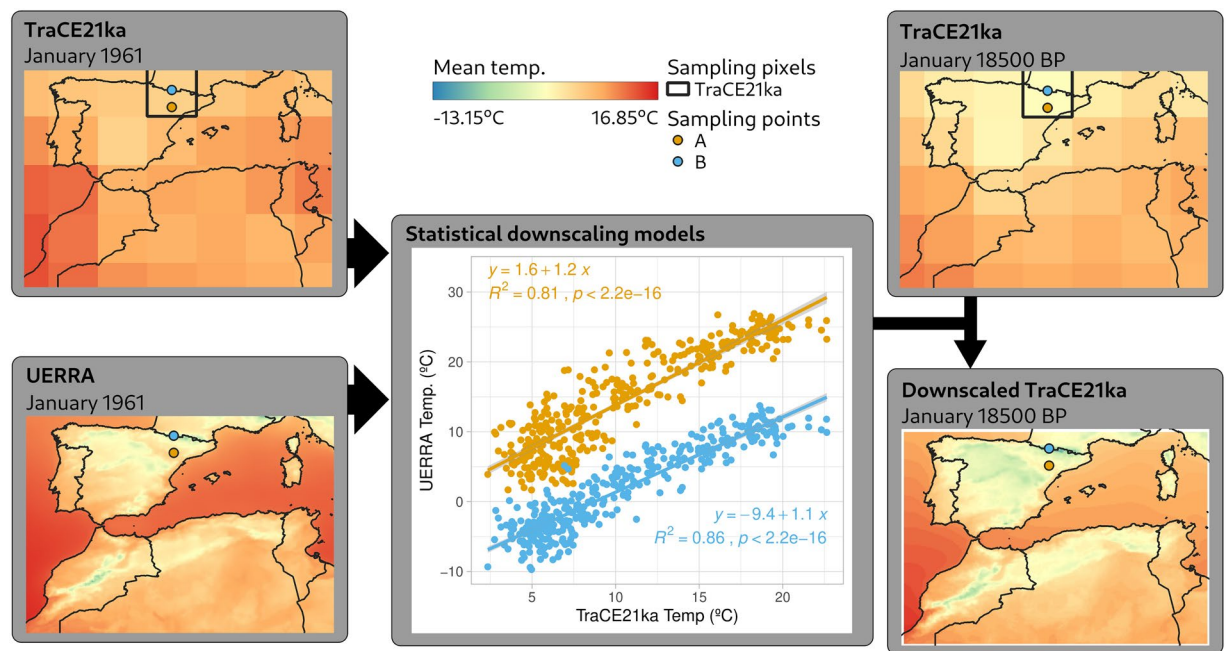 TraCE21ka
January 1961
Mean temp.
-13.15ºC 16.85ºC
Sampling pixels
TraCE21ka
Sampling points
A
B
TraCE21ka
January 18500 BP
UERRA
January 1961
Statistical downscaling models
y = 1.6 + 1.2 x
R² = 0.81 , p < 2.2e−16
y = −9.4 + 1.1 x
R² = 0.86 , p < 2.2e−16
UERRA Temp. (ºC)
30
20
10
0
−10
5 10 15 20
TraCE21ka Temp (ºC)
Downscaled TraCE21ka
January 18500 BP